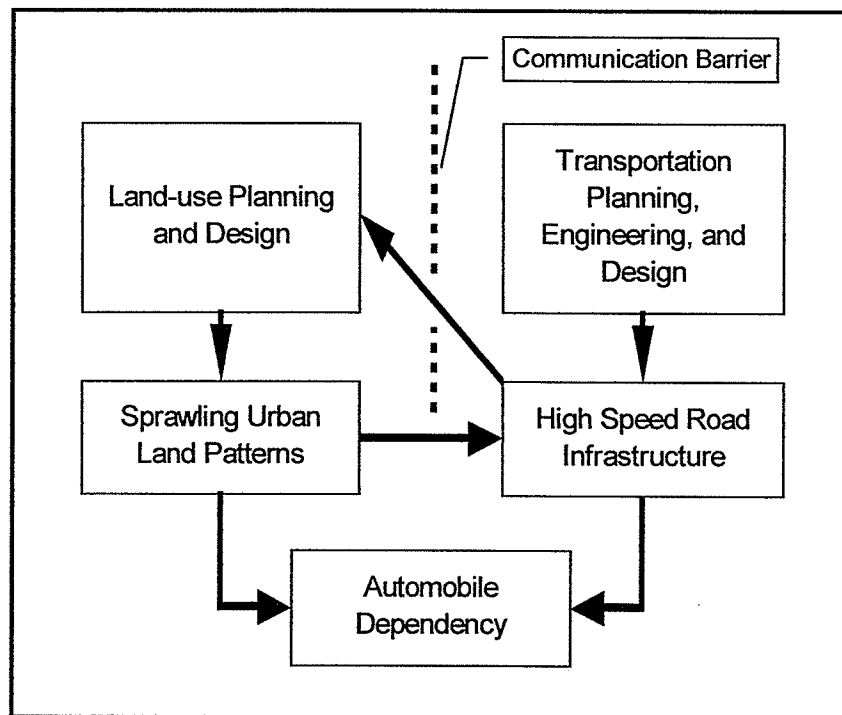 Communication Barrier
Land-use Planning
and Design
Transportation
Planning,
Engineering, and
Design
Sprawling Urban
Land Patterns
High Speed Road
Infrastructure
Automobile
Dependency